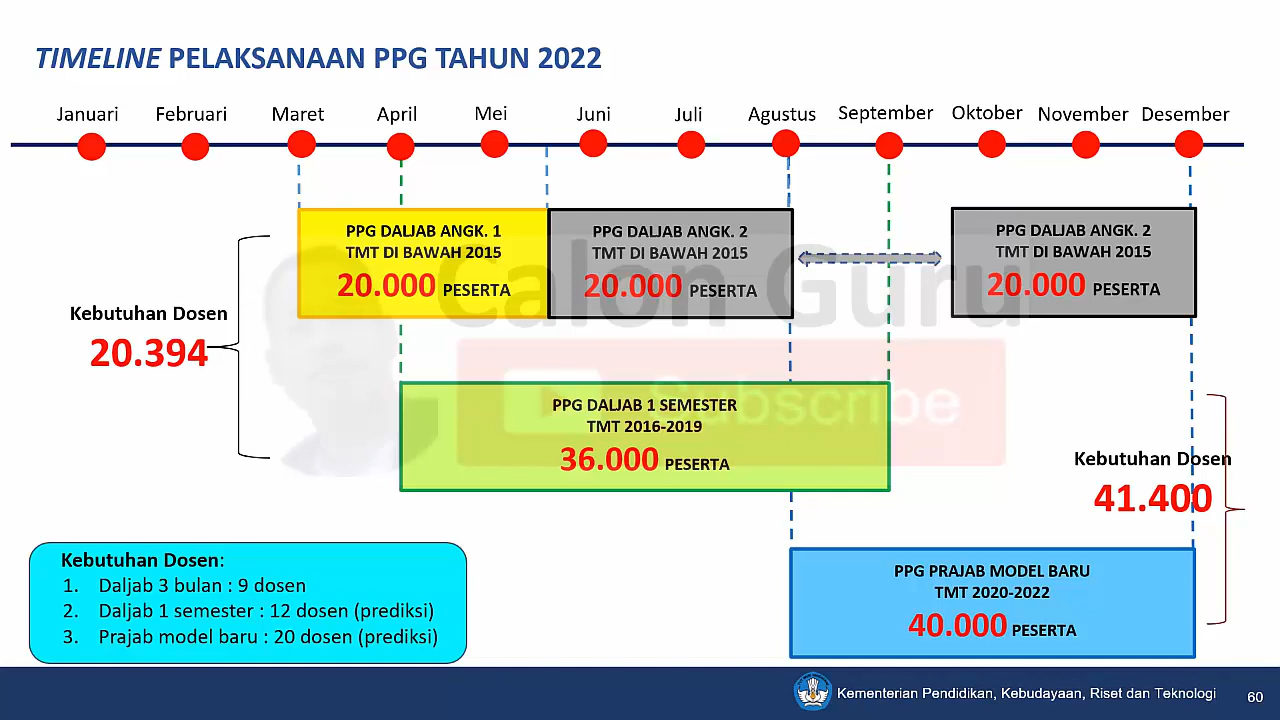 TIMELINE PELAKSANAAN PPG TAHUN 2022
Januari Februari Maret April Mei Juni Juli Agustus September Oktober November Desember
PPG DALJAB ANGK. 1
TMT DI BAWAH 2015
20.000 PESERTA
PPG DALJAB ANGK. 2
TMT DI BAWAH 2015
20.000 PESERTA
PPG DALJAB ANGK. 2
TMT DI BAWAH 2015
20.000 PESERTA
Calon Guru
Subscribe
Kebutuhan Dosen
20.394
PPG DALJAB 1 SEMESTER
TMT 2016-2019
36.000 PESERTA
Kebutuhan Dosen
41.400
PPG PRAJAB MODEL BARU
TMT 2020-2022
40.000 PESERTA
Kebutuhan Dosen:
1. Daljab 3 bulan : 9 dosen
2. Daljab 1 semester : 12 dosen (prediksi)
3. Prajab model baru : 20 dosen (prediksi)
Kementerian Pendidikan, Kebudayaan, Riset dan Teknologi
60